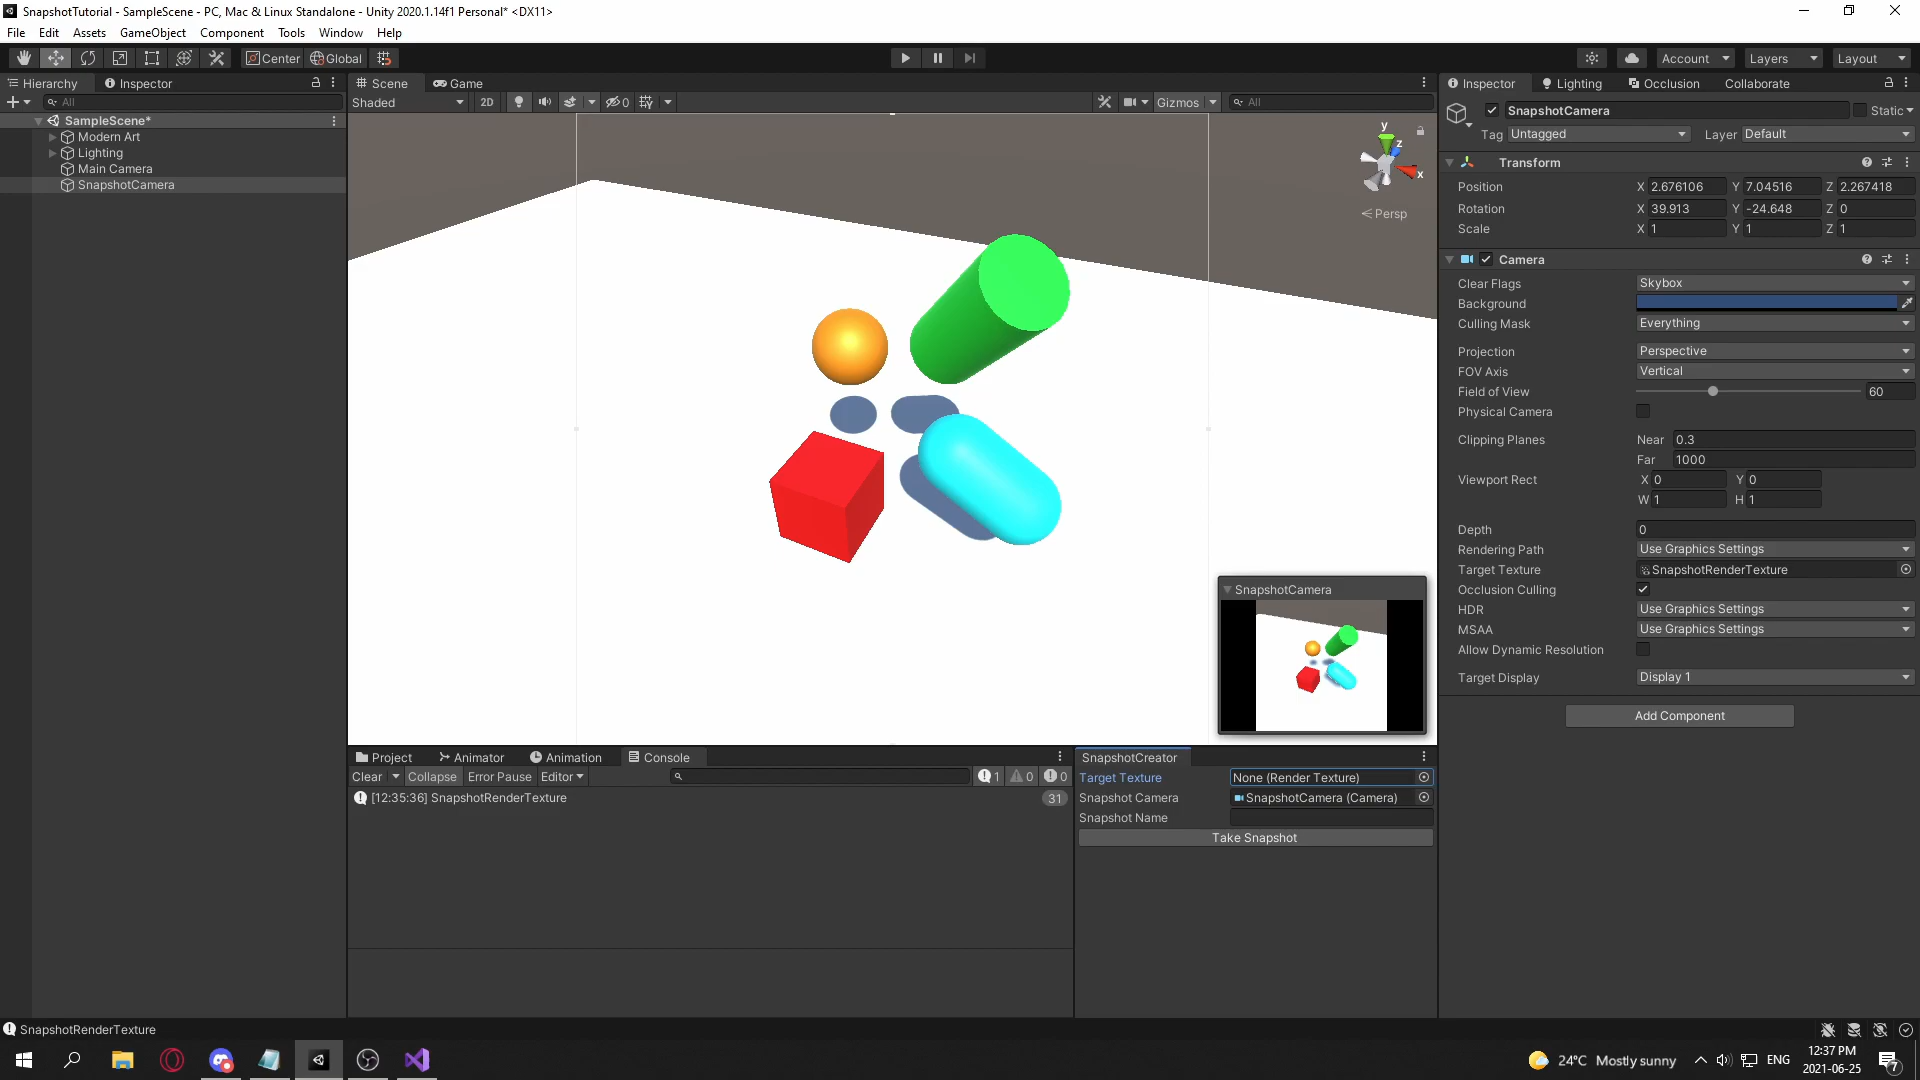 SnapshotTutorial - SampleScene - PC, Mac & Linux Standalone - Unity 2020.1.14f1 Personal* <DX11>
File Edit Assets GameObject Component Tools Window Help
Center Global Account Layers Layout
Hierarchy Inspector
All
SampleScene*
Modern Art
Lighting
Main Camera
SnapshotCamera
Scene Game
Shaded 2D 0 Gizmos All
y
z
x
Persp
SnapshotCamera
Inspector Lighting Occlusion Collaborate
SnapshotCamera Static
Tag Untagged Layer Default
Transform
Position X 2.676106 Y 7.04516 Z 2.267418
Rotation X 39.913 Y -24.648 Z 0
Scale X 1 Y 1 Z 1
Camera
Clear Flags Skybox
Background
Culling Mask Everything
Projection Perspective
FOV Axis Vertical
Field of View 60
Physical Camera
Clipping Planes Near 0.3
Far 1000
Viewport Rect X 0 Y 0
W 1 H 1
Depth 0
Rendering Path Use Graphics Settings
Target Texture SnapshotRenderTexture
Occlusion Culling
HDR Use Graphics Settings
MSAA Use Graphics Settings
Allow Dynamic Resolution
Target Display Display 1
Add Component
Project Animator Animation Console
Clear Collapse Error Pause Editor 1 0 0
[12:35:36] SnapshotRenderTexture 31
SnapshotCreator
Target Texture None (Render Texture)
Snapshot Camera SnapshotCamera (Camera)
Snapshot Name
Take Snapshot
SnapshotRenderTexture
24°C Mostly sunny ENG 12:37 PM
2021-06-25
7